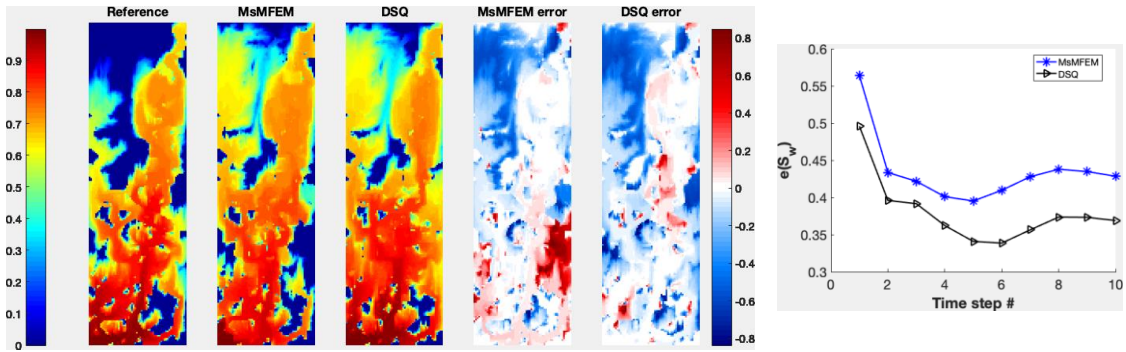 Reference
MsMFEM
DSQ
MsMFEM error
DSQ error
0.9
0.8
0.7
0.6
0.5
0.4
0.3
0.2
0.1
0
0.8
0.6
0.4
0.2
0
-0.2
-0.4
-0.6
-0.8
0.6
0.55
0.5
0.45
0.4
0.35
0.3
e(S_w)
MsMFEM
DSQ
0 2 4 6 8 10
Time step #